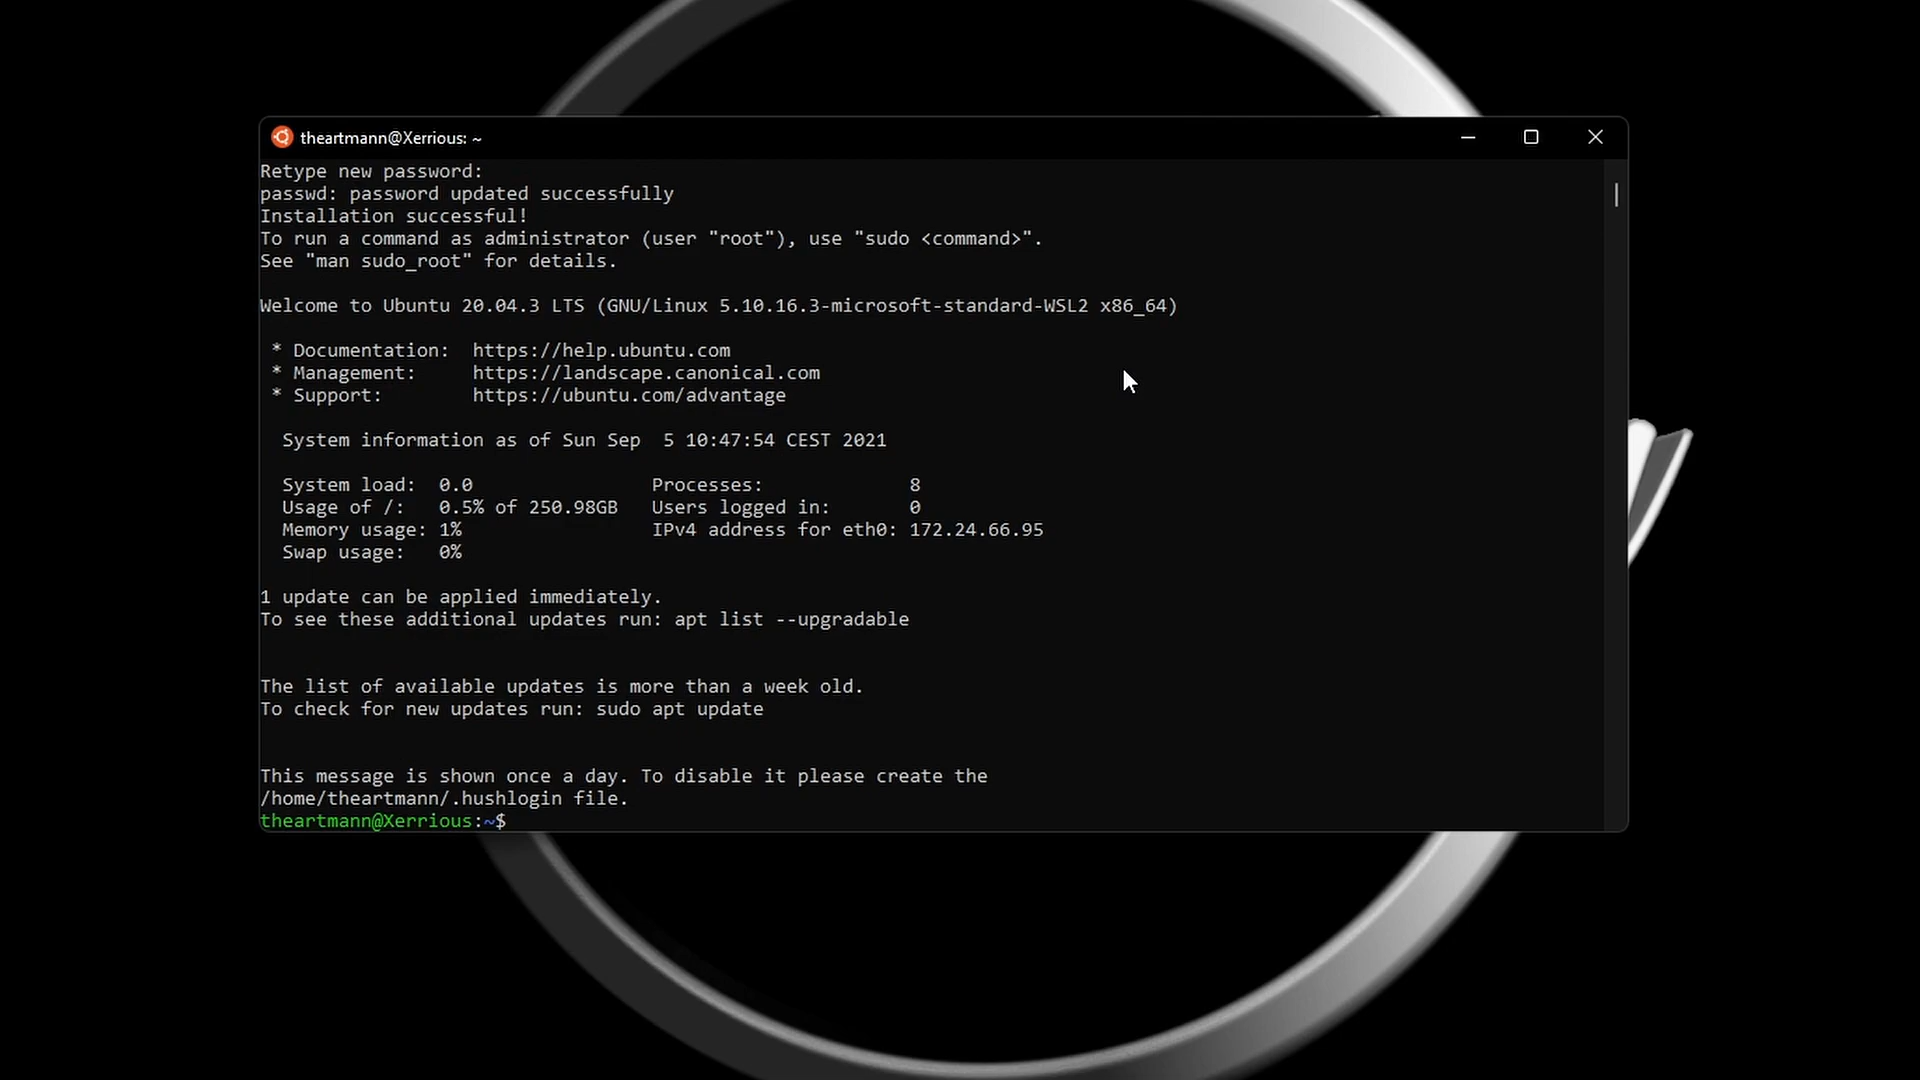 theartmann@Xerrious: ~
Retype new password:
passwd: password updated successfully
Installation successful!
To run a command as administrator (user "root"), use "sudo <command>".
See "man sudo_root" for details.
Welcome to Ubuntu 20.04.3 LTS (GNU/Linux 5.10.16.3-microsoft-standard-WSL2 x86_64)
* Documentation:  https://help.ubuntu.com
* Management:     https://landscape.canonical.com
* Support:        https://ubuntu.com/advantage
System information as of Sun Sep  5 10:47:54 CEST 2021
System load:  0.0                Processes:             8
Usage of /:   0.5% of 250.98GB   Users logged in:       0
Memory usage: 1%                 IPv4 address for eth0: 172.24.66.95
Swap usage:   0%
1 update can be applied immediately.
To see these additional updates run: apt list --upgradable
The list of available updates is more than a week old.
To check for new updates run: sudo apt update
This message is shown once a day. To disable it please create the
/home/theartmann/.hushlogin file.
theartmann@Xerrious:~$